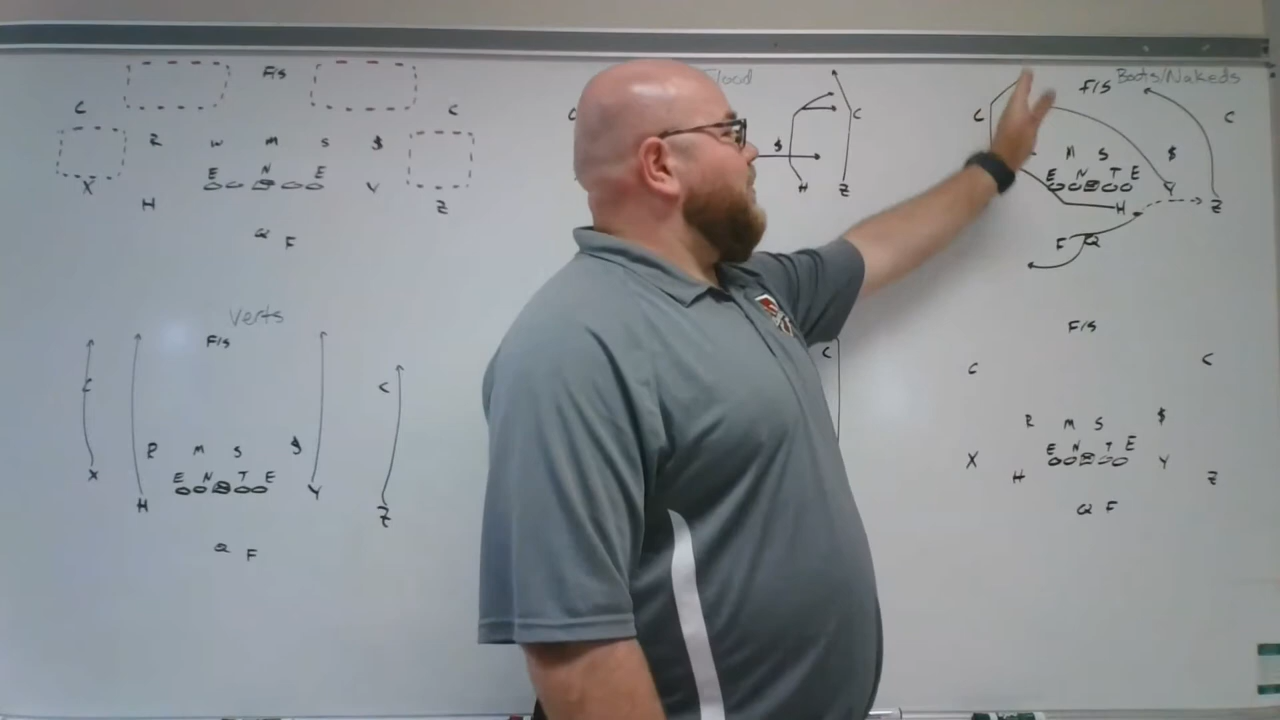 F/S
C
C
R W M S $
E N E
X
Y
H
Z
Q
F
Flood
C
$
H
Z
Boots/Nakeds
F/S
C
C
M S $
E N T E
Y
H
Z
F Q
Verts
F/S
C
C
R M S $
E N T E
X
Y
H
Z
Q F
C
F/S
C
C
R M S $
E N T E
X
Y
H
Z
Q F